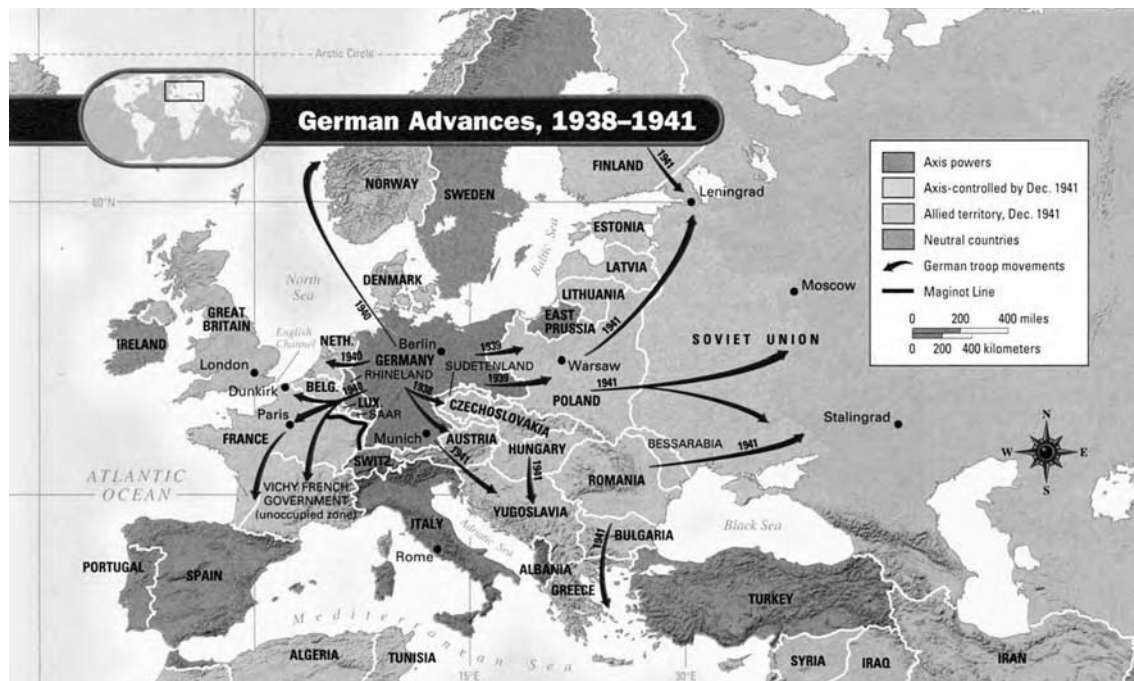 Arctic Circle
German Advances, 1938–1941
Axis powers
Axis-controlled by Dec. 1941
Allied territory, Dec. 1941
Neutral countries
German troop movements
Maginot Line
0 200 400 miles
0 200 400 kilometers
1941
FINLAND
NORWAY
SWEDEN
Leningrad
60°N
ESTONIA
Baltic Sea
LATVIA
North
Sea
DENMARK
LITHUANIA
Moscow
EAST
PRUSSIA
GREAT
BRITAIN
English
Channel
1940
1941
IRELAND
NETH.
Berlin
1939
SOVIET UNION
London
1940
GERMANY
SUDETENLAND
Warsaw
RHINELAND
1939
Dunkirk
BELG.
1940
1938
1941
POLAND
LUX.
Paris
SAAR
CZECHOSLOVAKIA
Stalingrad
FRANCE
Munich
AUSTRIA
BESSARABIA
1941
HUNGARY
N
W E
S
SWITZ.
1941
1941
ROMANIA
ATLANTIC
OCEAN
VICHY FRENCH
GOVERNMENT
(unoccupied zone)
YUGOSLAVIA
ITALY
Adriatic Sea
1941
BULGARIA
Black Sea
Rome
PORTUGAL
SPAIN
ALBANIA
GREECE
TURKEY
Mediterranean Sea
ALGERIA
TUNISIA
SYRIA
IRAQ
IRAN
15°E
30°E